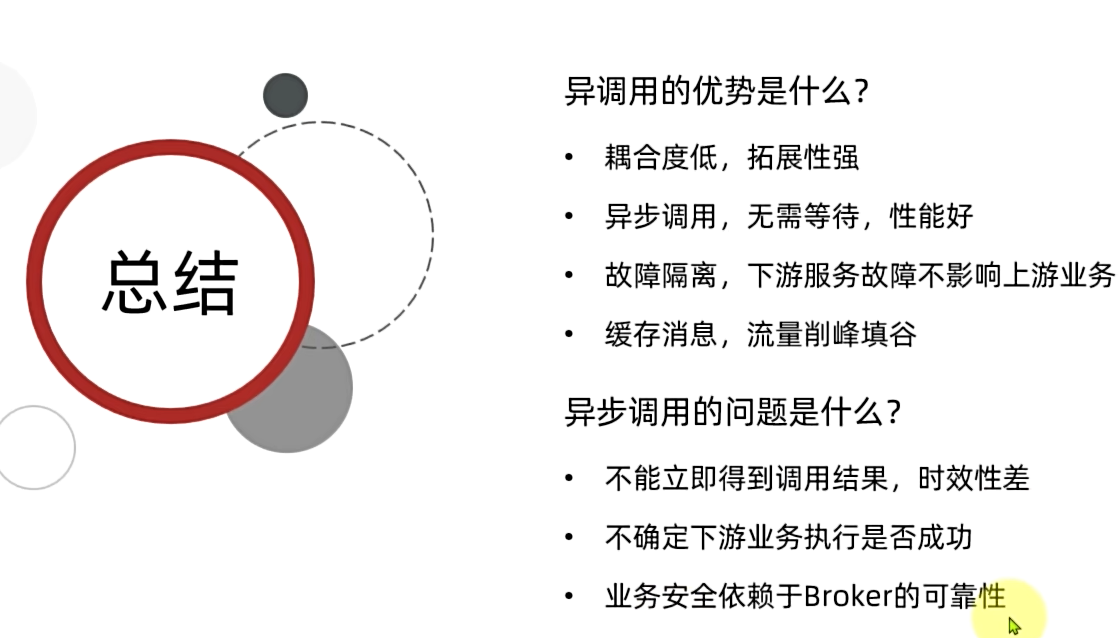 总结
异调用的优势是什么?
• 耦合度低，拓展性强
• 异步调用，无需等待，性能好
• 故障隔离，下游服务故障不影响上游业务
• 缓存消息，流量削峰填谷
异步调用的问题是什么?
• 不能立即得到调用结果，时效性差
• 不确定下游业务执行是否成功
• 业务安全依赖于Broker的可靠性